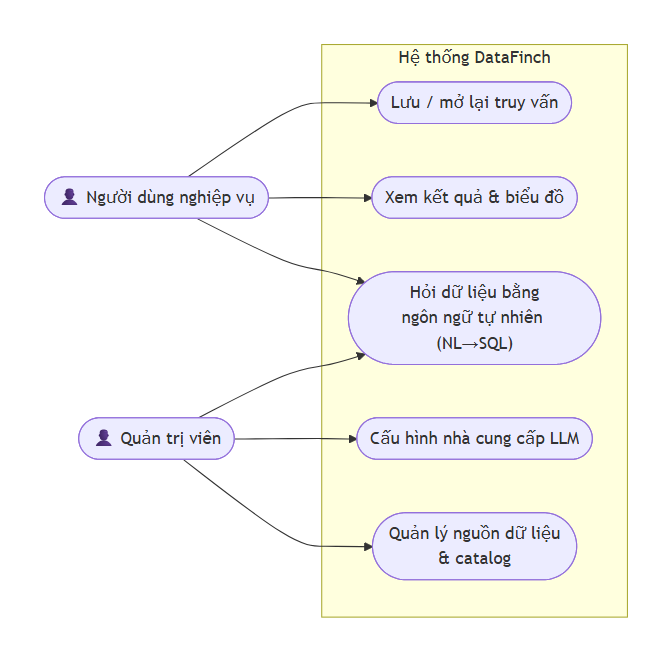 Hệ thống DataFinch
Lưu / mở lại truy vấn
👤 Người dùng nghiệp vụ
Xem kết quả & biểu đồ
Hỏi dữ liệu bằng
ngôn ngữ tự nhiên
(NL→SQL)
👤 Quản trị viên
Cấu hình nhà cung cấp LLM
Quản lý nguồn dữ liệu
& catalog